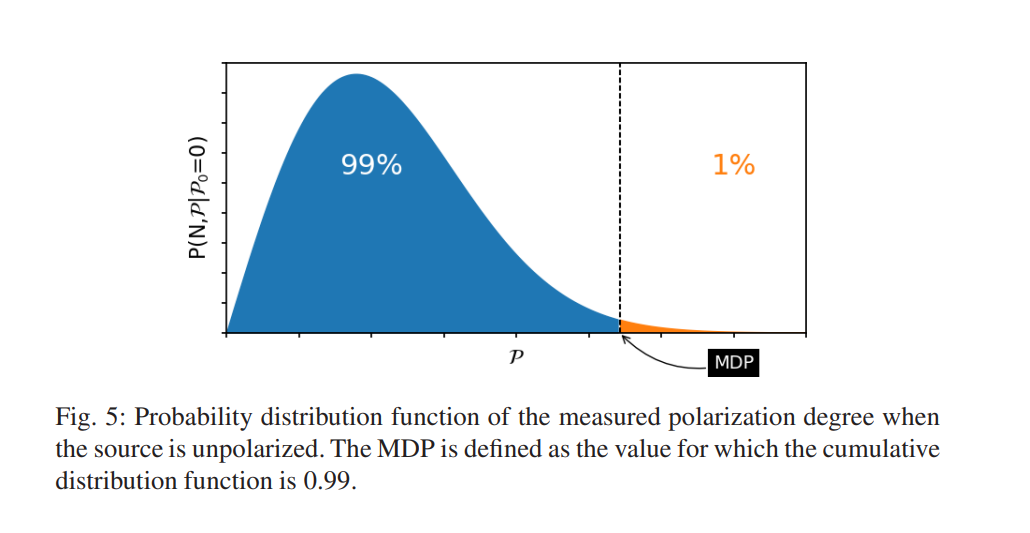 P(N,𝒫|𝒫₀=0)
99%
1%
𝒫
MDP
Fig. 5: Probability distribution function of the measured polarization degree when
the source is unpolarized. The MDP is defined as the value for which the cumulative
distribution function is 0.99.